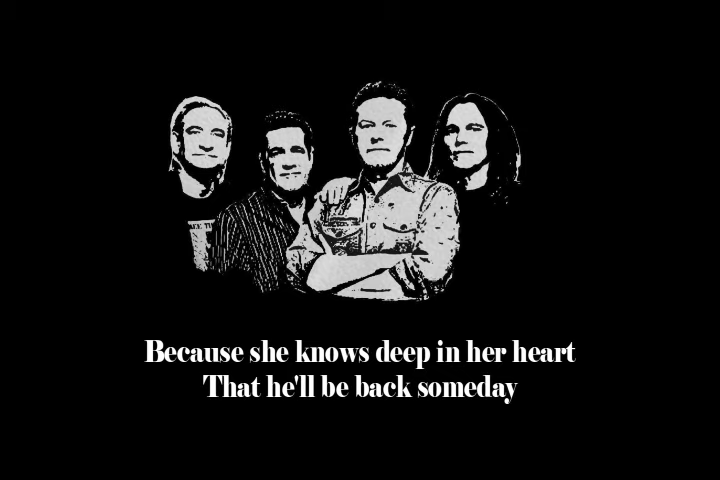 Because she knows deep in her heart
That he'll be back someday